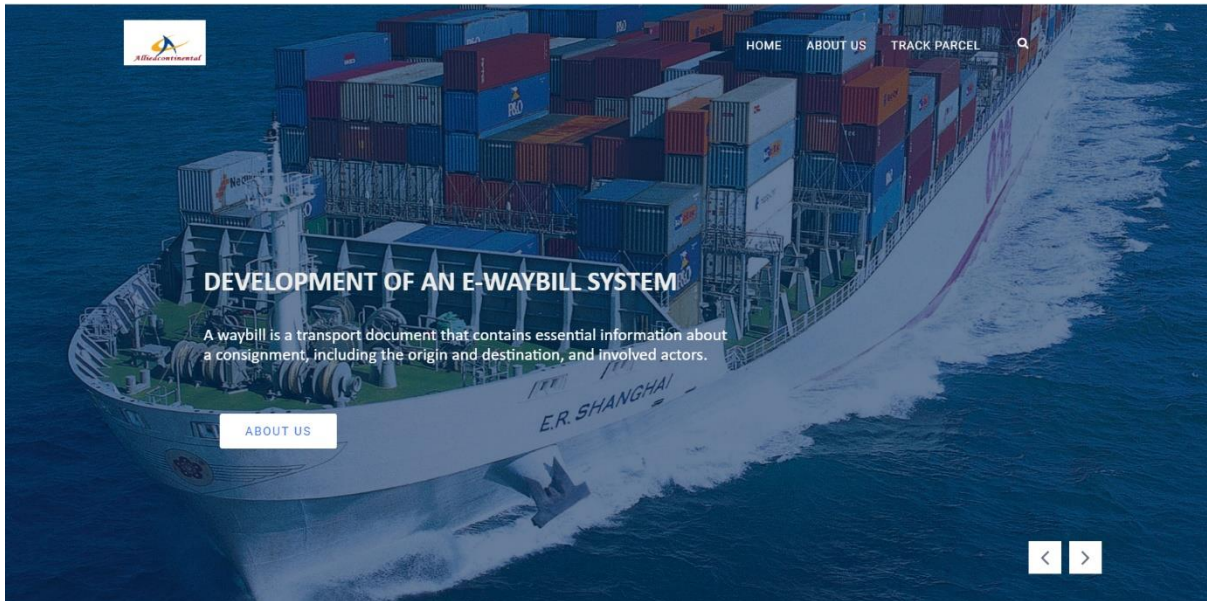 Alliedcontinental
HOME ABOUT US TRACK PARCEL
P&O
DEVELOPMENT OF AN E-WAYBILL SYSTEM
A waybill is a transport document that contains essential information about
a consignment, including the origin and destination, and involved actors.
E.R. SHANGHAI
ABOUT US